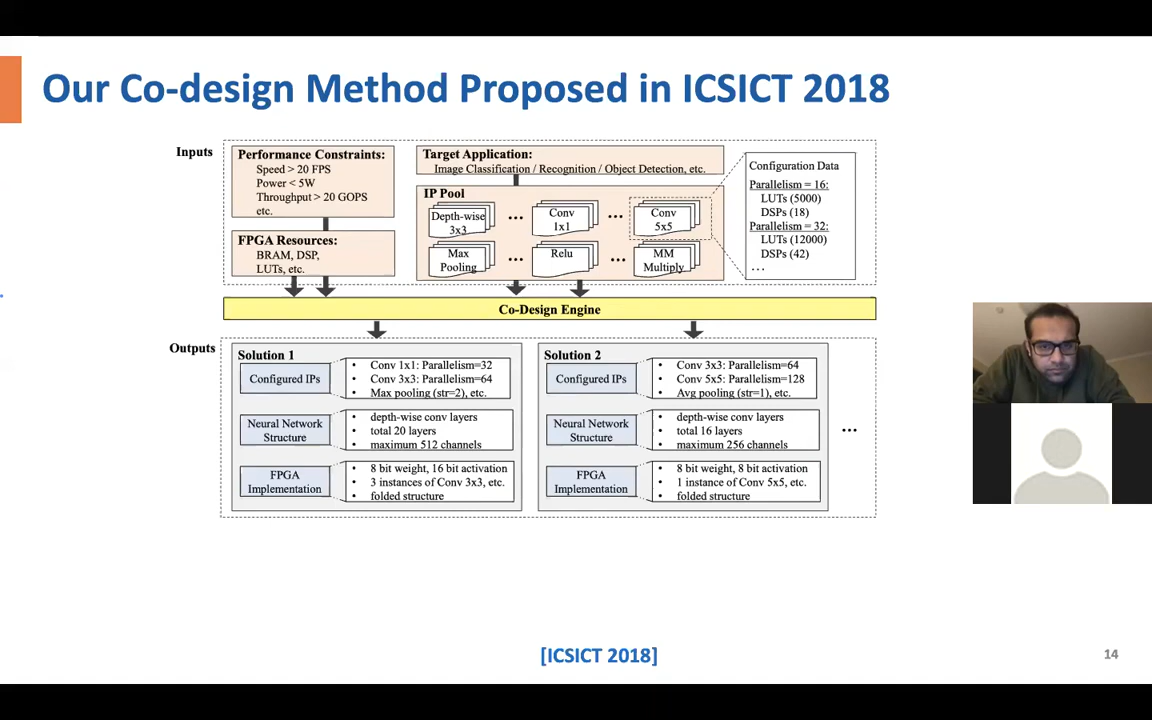 Our Co-design Method Proposed in ICSICT 2018
Inputs
Performance Constraints:
Speed > 20 FPS
Power < 5W
Throughput > 20 GOPS
etc.
FPGA Resources:
BRAM, DSP,
LUTs, etc.
Target Application:
Image Classification / Recognition / Object Detection, etc.
IP Pool
Depth-wise
3x3
...
Conv
1x1
...
Conv
5x5
Max
Pooling
...
Relu
...
MM
Multiply
Configuration Data
Parallelism = 16:
LUTs (5000)
DSPs (18)
Parallelism = 32:
LUTs (12000)
DSPs (42)
...
Co-Design Engine
Outputs
Solution 1
Configured IPs
• Conv 1x1: Parallelism=32
• Conv 3x3: Parallelism=64
• Max pooling (str=2), etc.
Neural Network
Structure
• depth-wise conv layers
• total 20 layers
• maximum 512 channels
FPGA
Implementation
• 8 bit weight, 16 bit activation
• 3 instances of Conv 3x3, etc.
• folded structure
Solution 2
Configured IPs
• Conv 3x3: Parallelism=64
• Conv 5x5: Parallelism=128
• Avg pooling (str=1), etc.
Neural Network
Structure
• depth-wise conv layers
• total 16 layers
• maximum 256 channels
FPGA
Implementation
• 8 bit weight, 8 bit activation
• 1 instance of Conv 5x5, etc.
• folded structure
...
[ICSICT 2018]
14